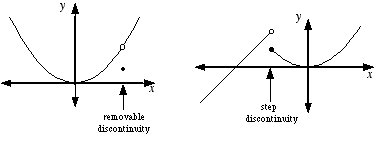 y
x
removable
discontinuity
y
x
step
discontinuity